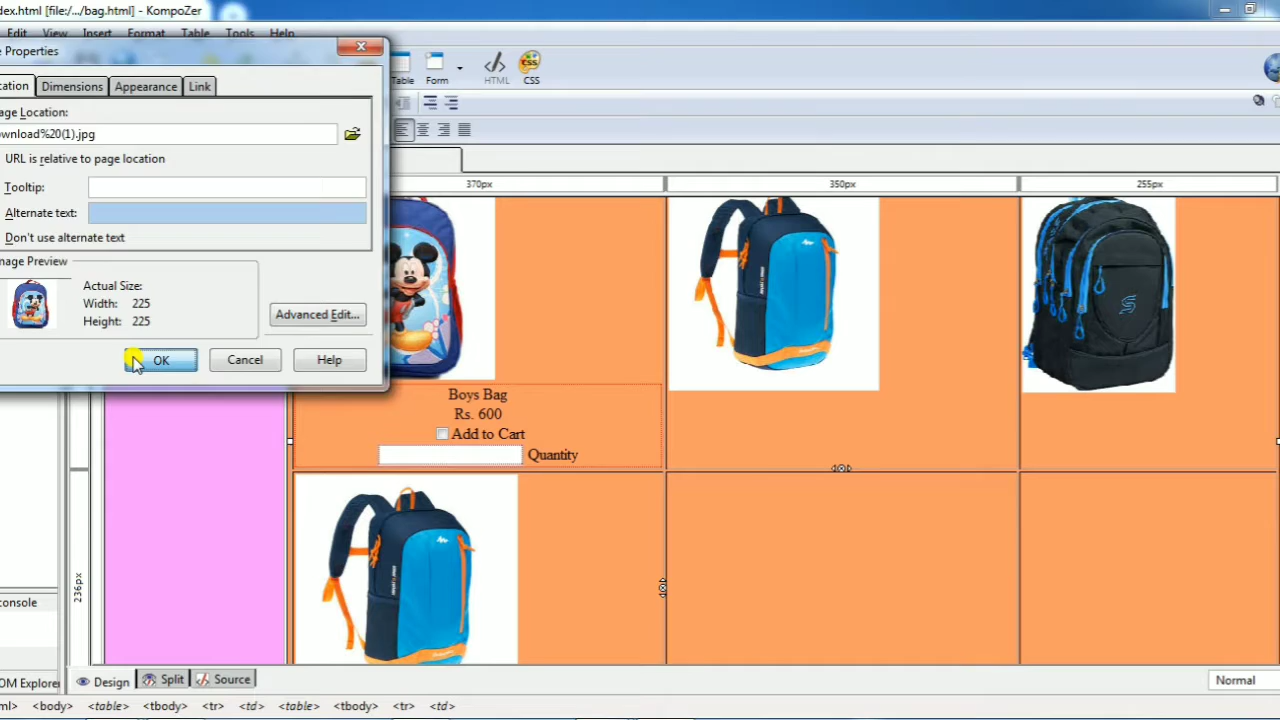 dex.html [file:/.../bag.html] - KompoZer
Edit View Insert Format Table Tools Help
e Properties
cation Dimensions Appearance Link
Table Form HTML CSS
age Location:
ownload%20(1).jpg
URL is relative to page location
Tooltip:
Alternate text:
Don't use alternate text
mage Preview
Actual Size:
Width: 225
Height: 225
Advanced Edit...
OK Cancel Help
370px 350px 255px
Boys Bag
Rs. 600
Add to Cart
Quantity
236px
console
OM Explorer
Design Split Source
Normal
ml> <body> <table> <tbody> <tr> <td> <table> <tbody> <tr> <td>